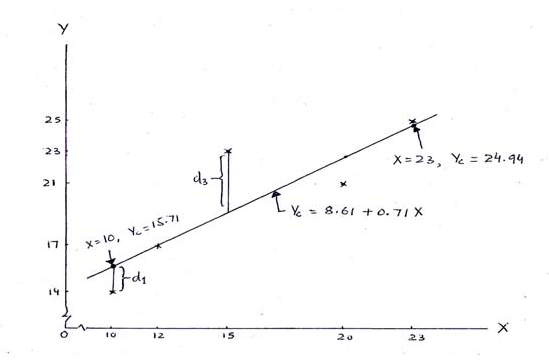 Y
25
23
21
17
14
d3
X=23, Yc = 24.94
Yc = 8.61 + 0.71 X
X=10, Yc=15.71
d1
0 10 12 15 20 23 X